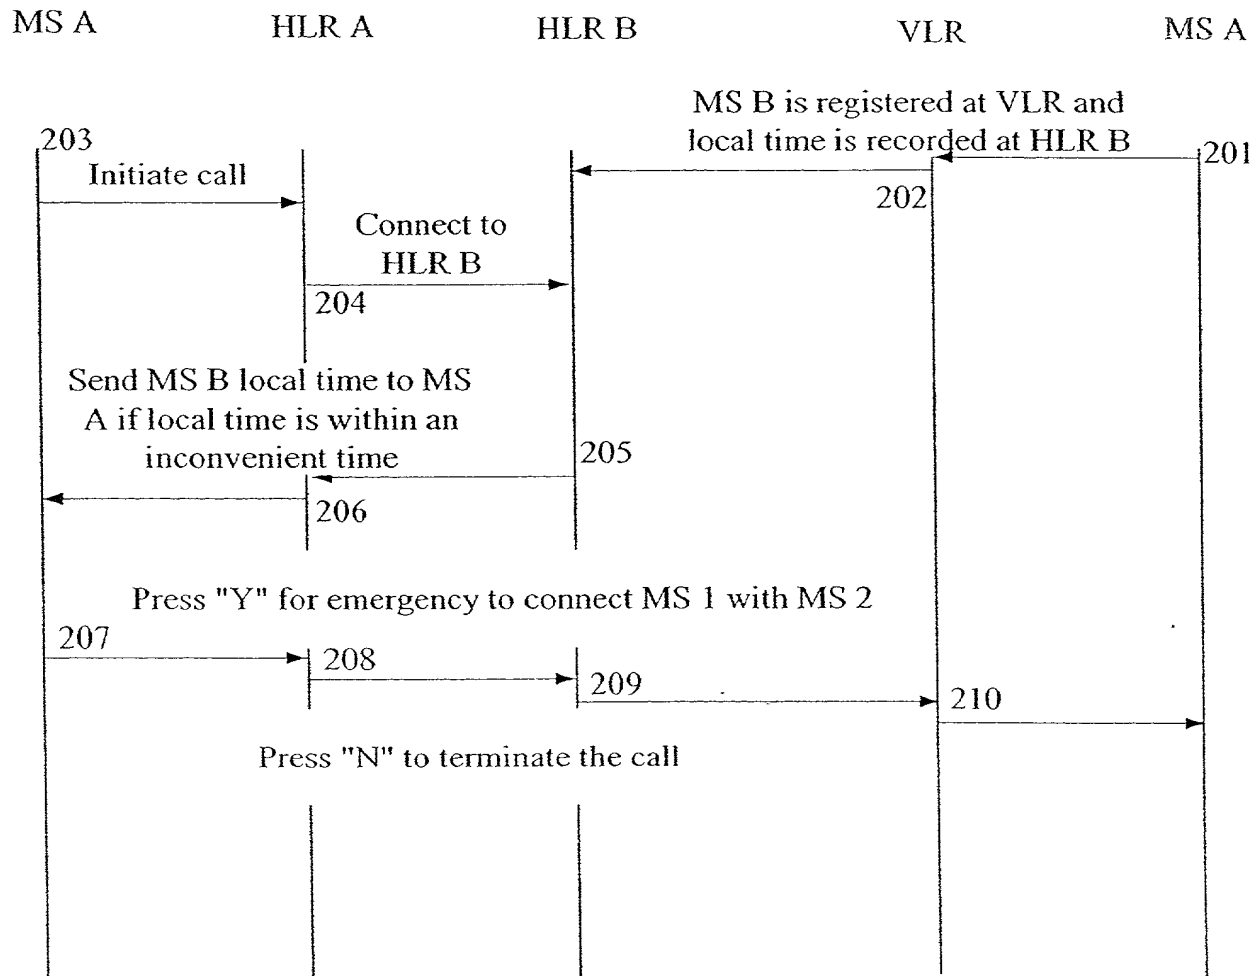 MS A
HLR A
HLR B
VLR
MS A
MS B is registered at VLR and
local time is recorded at HLR B
203
201
Initiate call
202
Connect to
HLR B
204
Send MS B local time to MS
A if local time is within an
inconvenient time
205
206
Press "Y" for emergency to connect MS 1 with MS 2
207
208
209
210
Press "N" to terminate the call